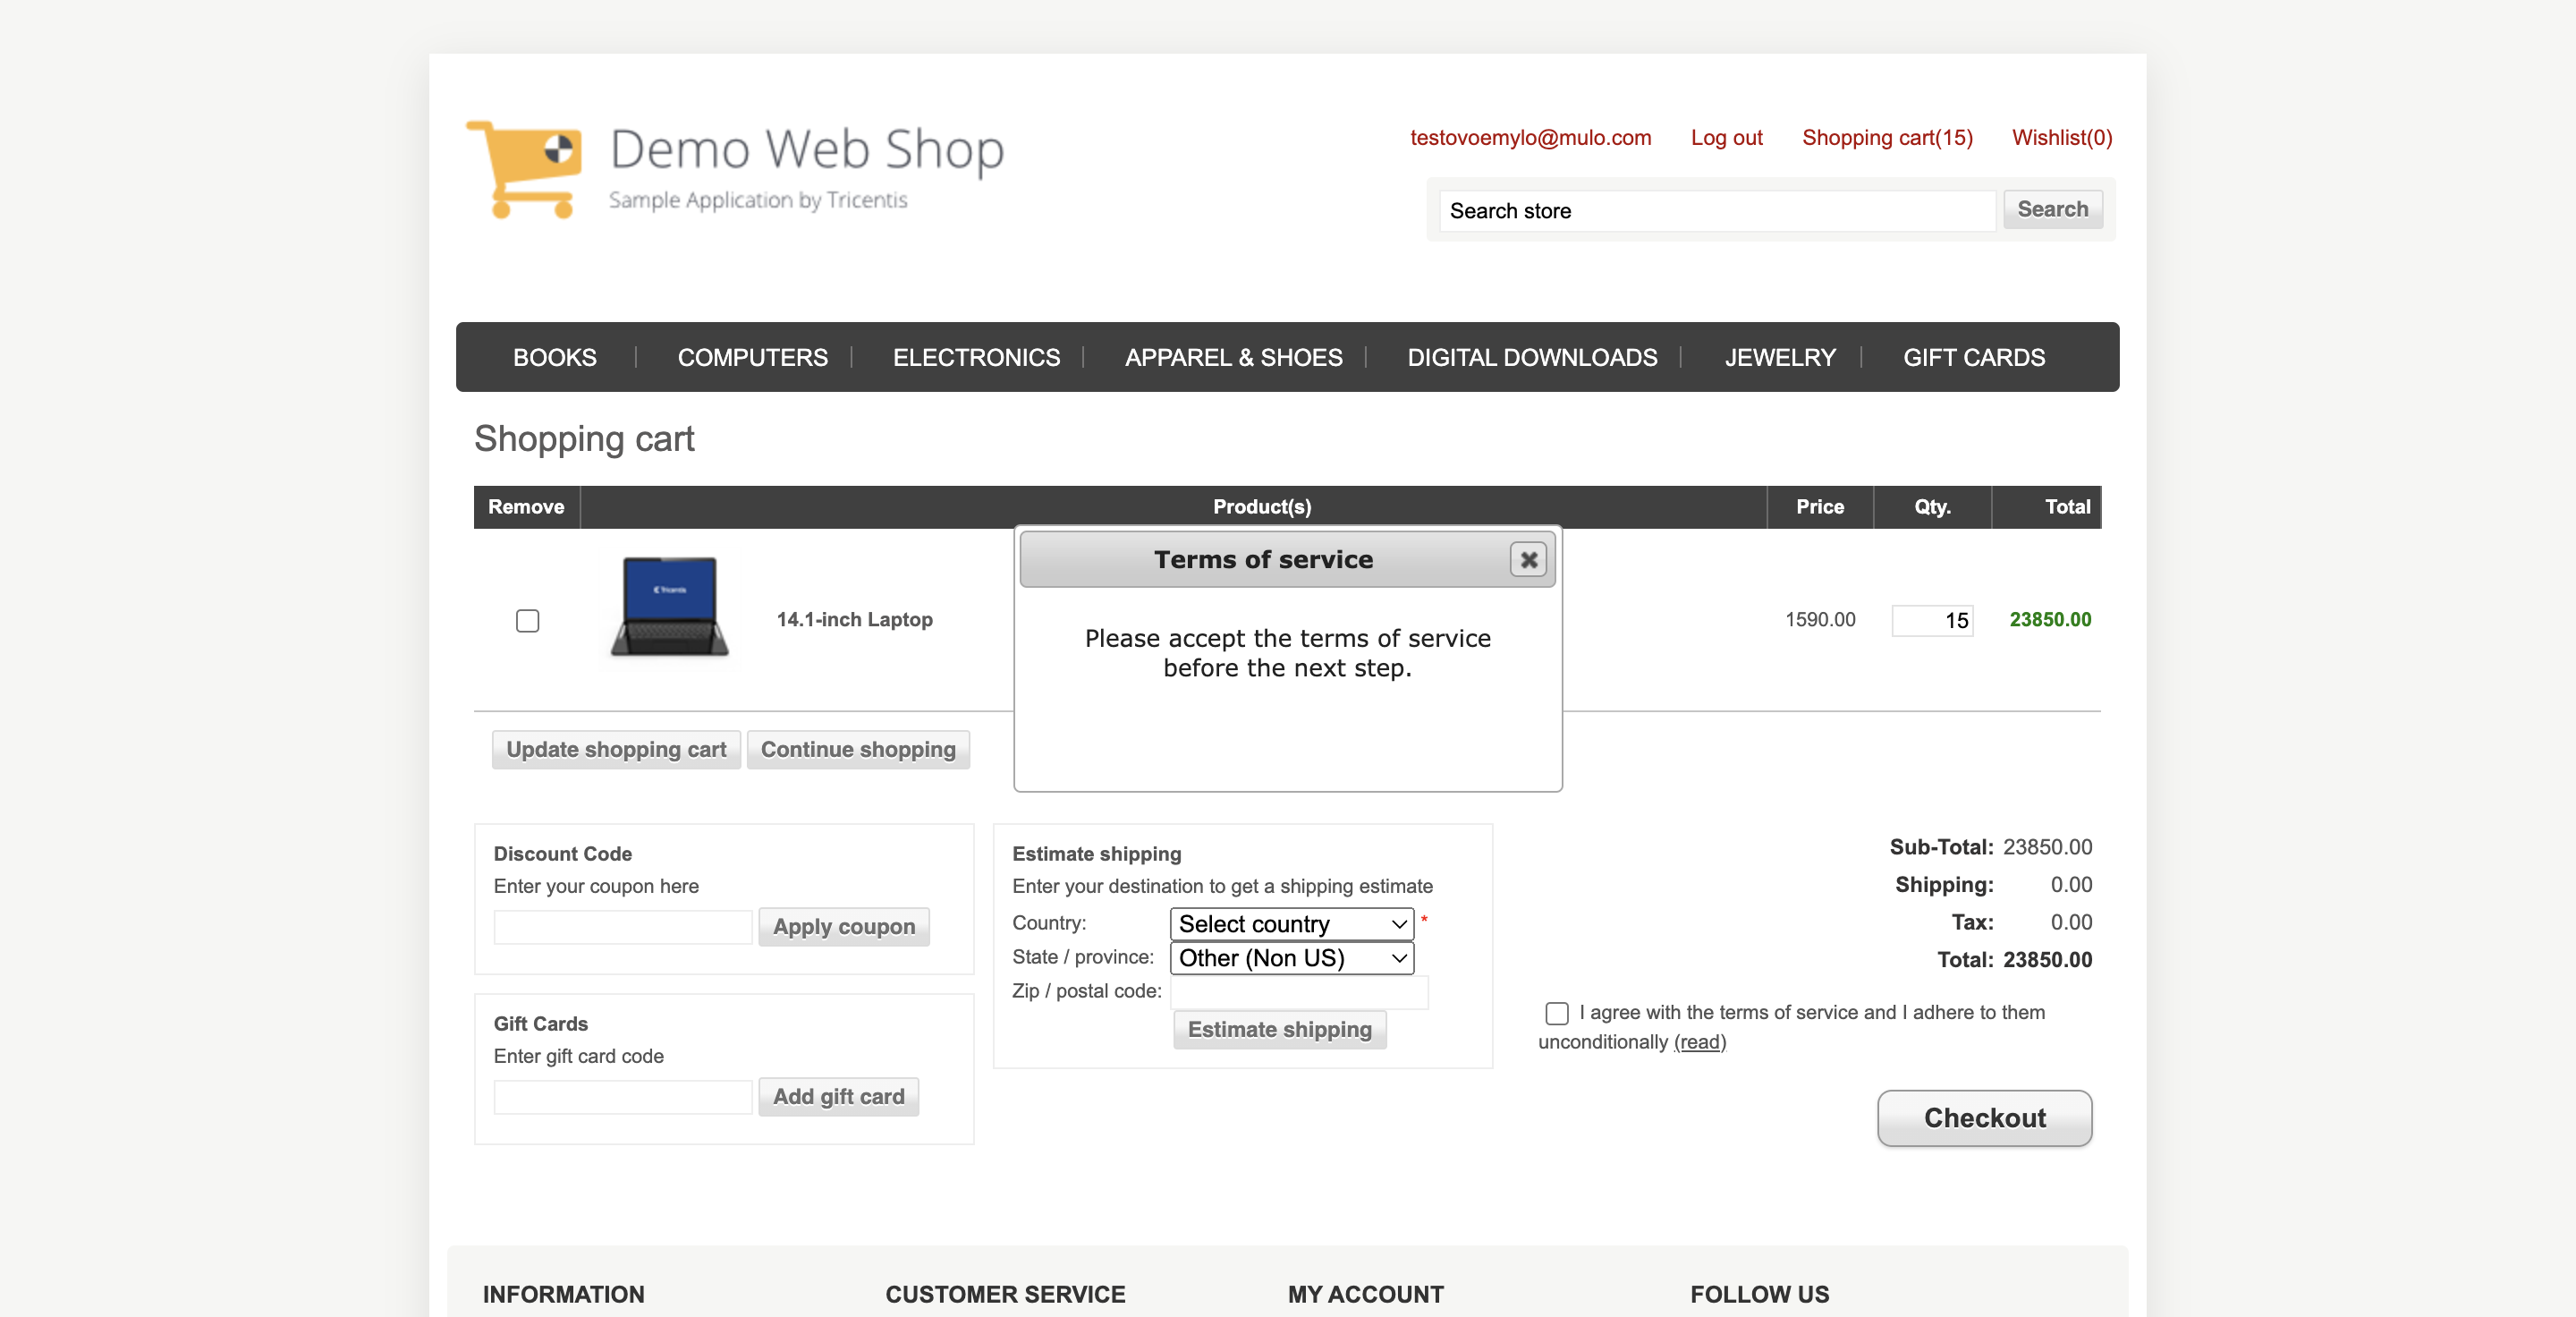 Demo Web Shop
Sample Application by Tricentis
testovoemylo@mulo.com Log out Shopping cart(15) Wishlist(0)
Search store Search
BOOKS COMPUTERS ELECTRONICS APPAREL & SHOES DIGITAL DOWNLOADS JEWELRY GIFT CARDS
Shopping cart
Remove Product(s) Price Qty. Total
Terms of service
Tricentis
14.1-inch Laptop 1590.00 15 23850.00
Please accept the terms of service
before the next step.
Update shopping cart Continue shopping
Discount Code
Enter your coupon here
Apply coupon
Gift Cards
Enter gift card code
Add gift card
Estimate shipping
Enter your destination to get a shipping estimate
Country: Select country *
State / province: Other (Non US)
Zip / postal code:
Estimate shipping
Sub-Total: 23850.00
Shipping: 0.00
Tax: 0.00
Total: 23850.00
I agree with the terms of service and I adhere to them
unconditionally (read)
Checkout
INFORMATION CUSTOMER SERVICE MY ACCOUNT FOLLOW US